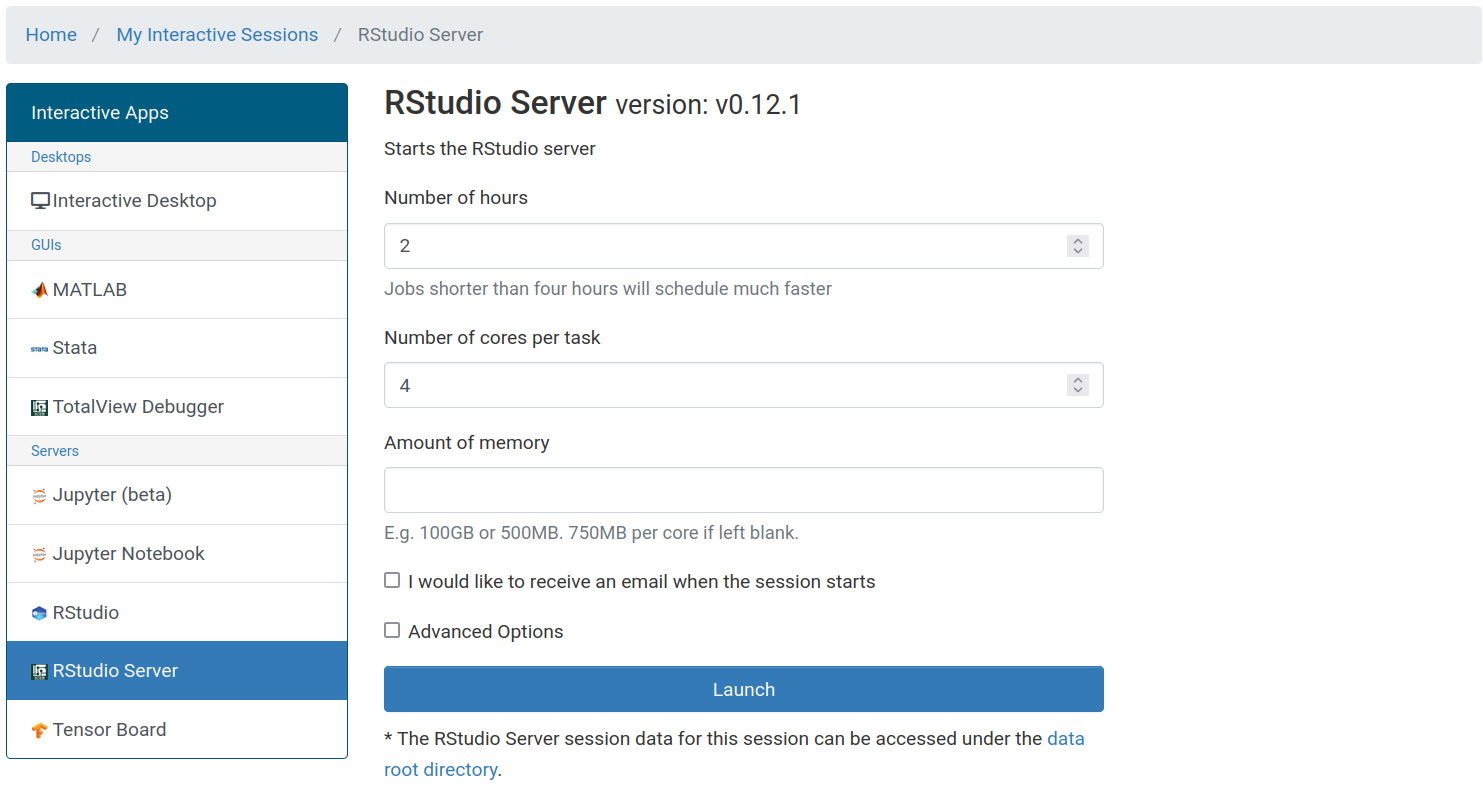 Home / My Interactive Sessions / RStudio Server
Interactive Apps
Desktops
Interactive Desktop
GUIs
MATLAB
Stata
TotalView Debugger
Servers
Jupyter (beta)
Jupyter Notebook
RStudio
RStudio Server
Tensor Board
RStudio Server version: v0.12.1
Starts the RStudio server
Number of hours
2
Jobs shorter than four hours will schedule much faster
Number of cores per task
4
Amount of memory
E.g. 100GB or 500MB. 750MB per core if left blank.
I would like to receive an email when the session starts
Advanced Options
Launch
* The RStudio Server session data for this session can be accessed under the data
root directory.